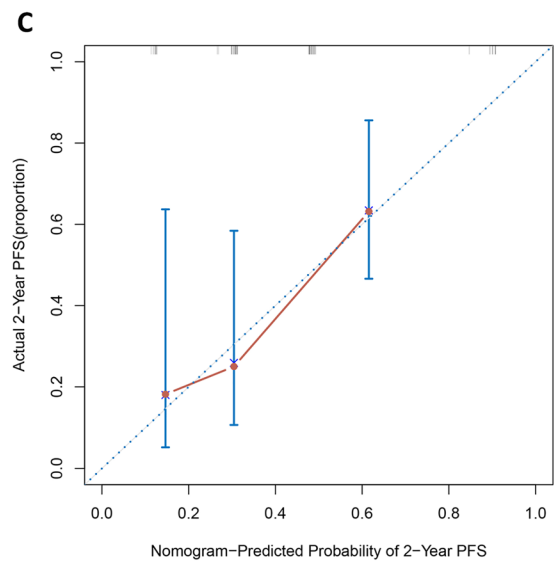 C
1.0
0.8
0.6
0.4
0.2
0.0
Actual 2−Year PFS(proportion)
0.0 0.2 0.4 0.6 0.8 1.0
Nomogram−Predicted Probability of 2−Year PFS